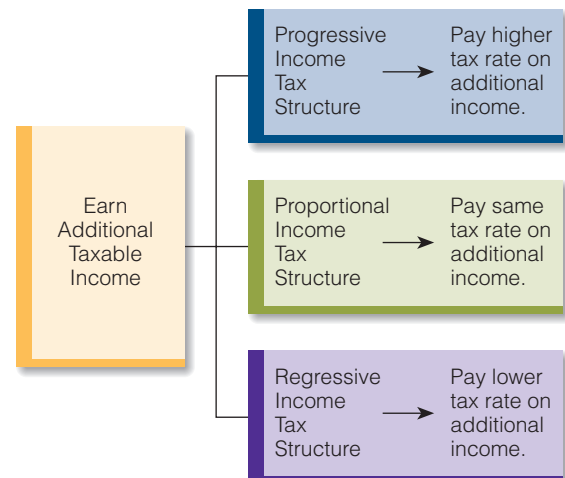 Earn
Additional
Taxable
Income
Progressive
Income
Tax
Structure
Pay higher
tax rate on
additional
income.
Proportional
Income
Tax
Structure
Pay same
tax rate on
additional
income.
Regressive
Income
Tax
Structure
Pay lower
tax rate on
additional
income.